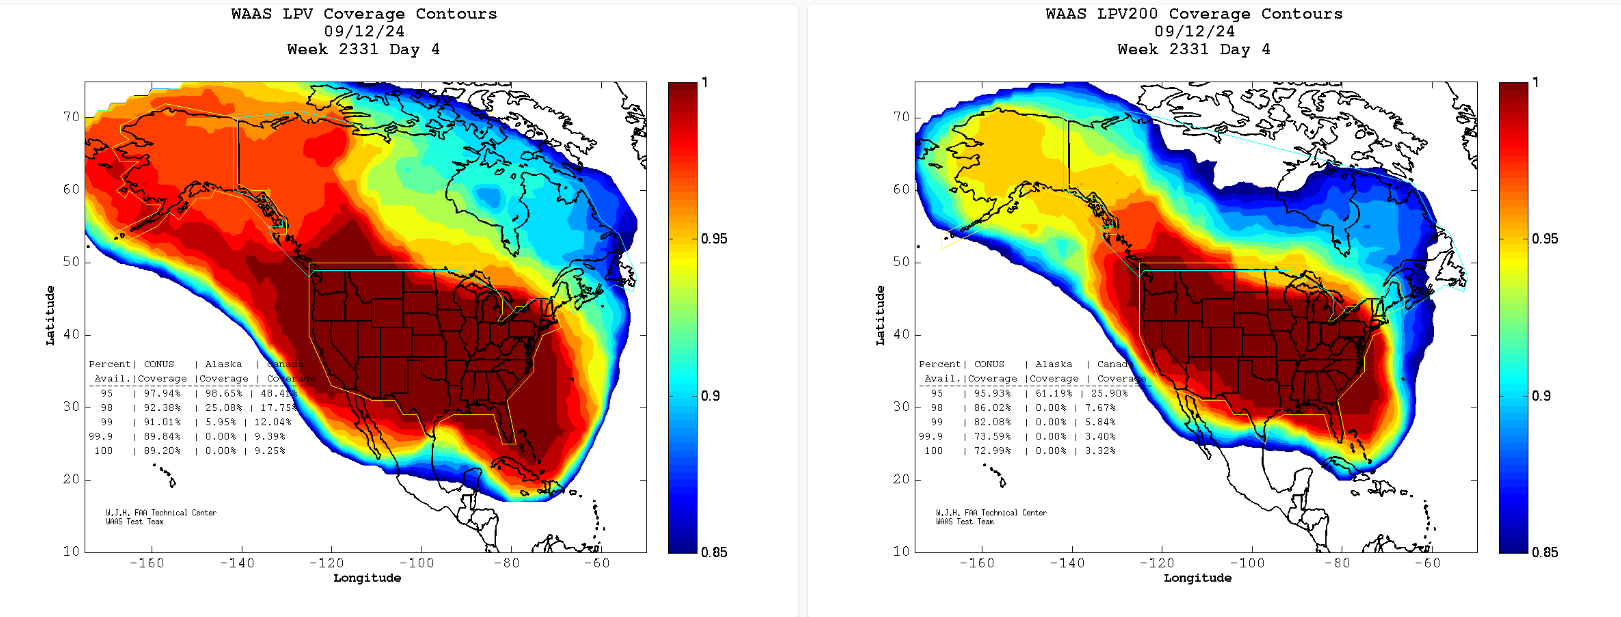 WAAS LPV Coverage Contours
09/12/24
Week 2331 Day 4
70
60
50
40
30
20
10
Latitude
-160
-140
-120
-100
-80
-60
Longitude
1
0.95
0.9
0.85
Percent| CONUS | Alaska | Canada
Avail.|Coverage |Coverage | Coverage
95 | 97.94% | 98.65% | 48.41%
98 | 92.38% | 25.08% | 17.75%
99 | 91.01% | 5.95% | 12.04%
99.9 | 89.84% | 0.00% | 9.39%
100 | 89.20% | 0.00% | 9.25%
W.J.H. FAA Technical Center
WAAS Test Team
WAAS LPV200 Coverage Contours
09/12/24
Week 2331 Day 4
70
60
50
40
30
20
10
Latitude
-160
-140
-120
-100
-80
-60
Longitude
1
0.95
0.9
0.85
Percent| CONUS | Alaska | Canada
Avail.|Coverage |Coverage | Coverage
95 | 95.93% | 61.19% | 25.90%
98 | 86.02% | 0.00% | 7.67%
99 | 82.08% | 0.00% | 5.84%
99.9 | 73.59% | 0.00% | 3.40%
100 | 72.99% | 0.00% | 3.32%
W.J.H. FAA Technical Center
WAAS Test Team